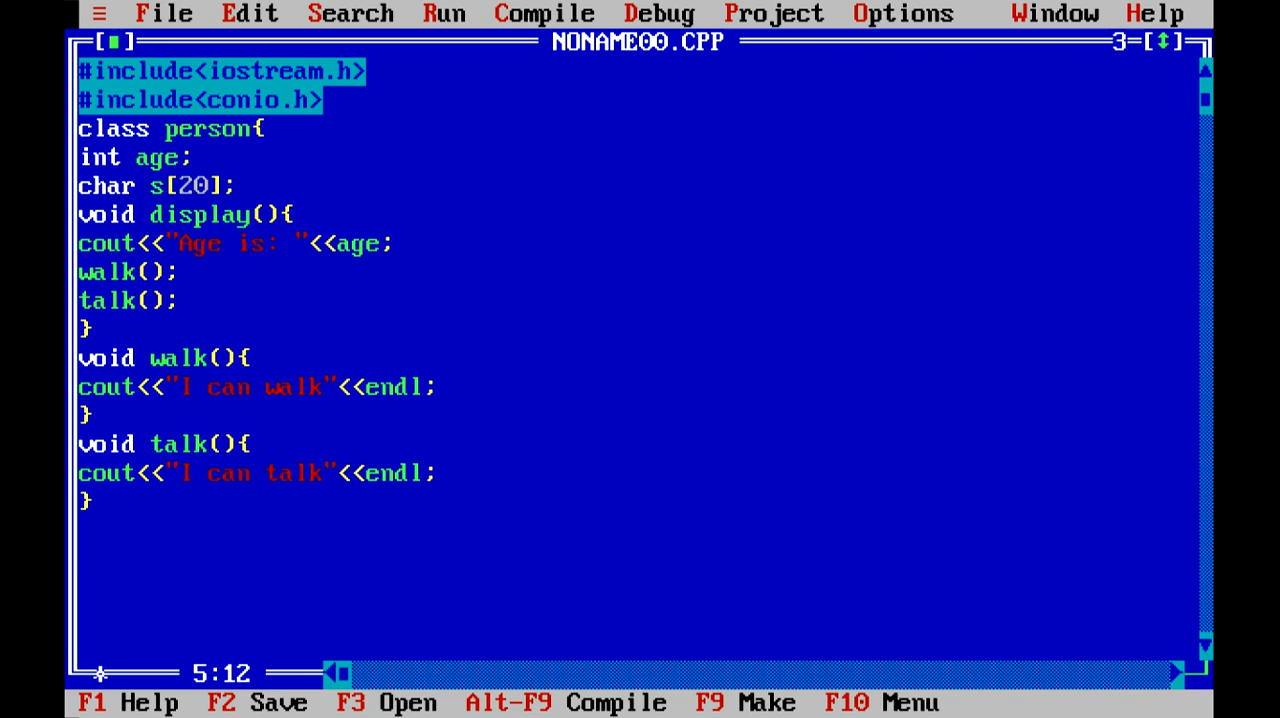 ≡ File Edit Search Run Compile Debug Project Options Window Help
[■] NONAME00.CPP 3=[↕]
#include<iostream.h>
#include<conio.h>
class person{
int age;
char s[20];
void display(){
cout<<"Age is: "<<age;
walk();
talk();
}
void walk(){
cout<<"I can walk"<<endl;
}
void talk(){
cout<<"I can talk"<<endl;
}
* 5:12
F1 Help F2 Save F3 Open Alt-F9 Compile F9 Make F10 Menu